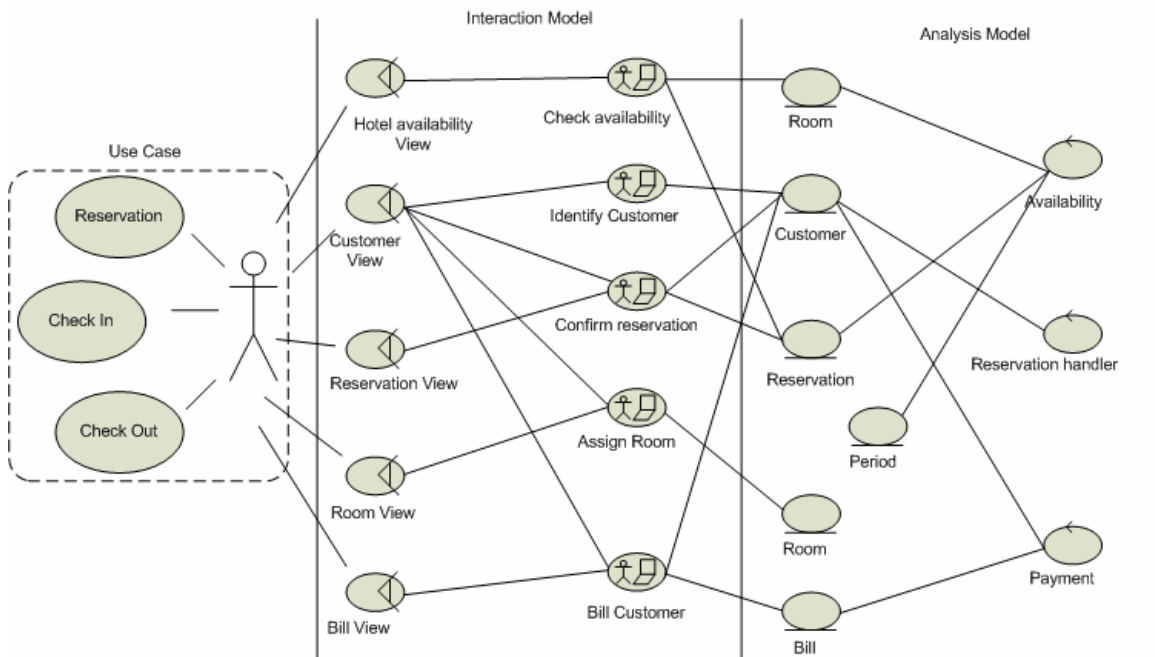 Interaction Model
Analysis Model
Use Case
Reservation
Check In
Check Out
Hotel availability
View
Customer
View
Reservation View
Room View
Bill View
Check availability
Identify Customer
Confirm reservation
Assign Room
Bill Customer
Room
Customer
Reservation
Period
Room
Bill
Availability
Reservation handler
Payment